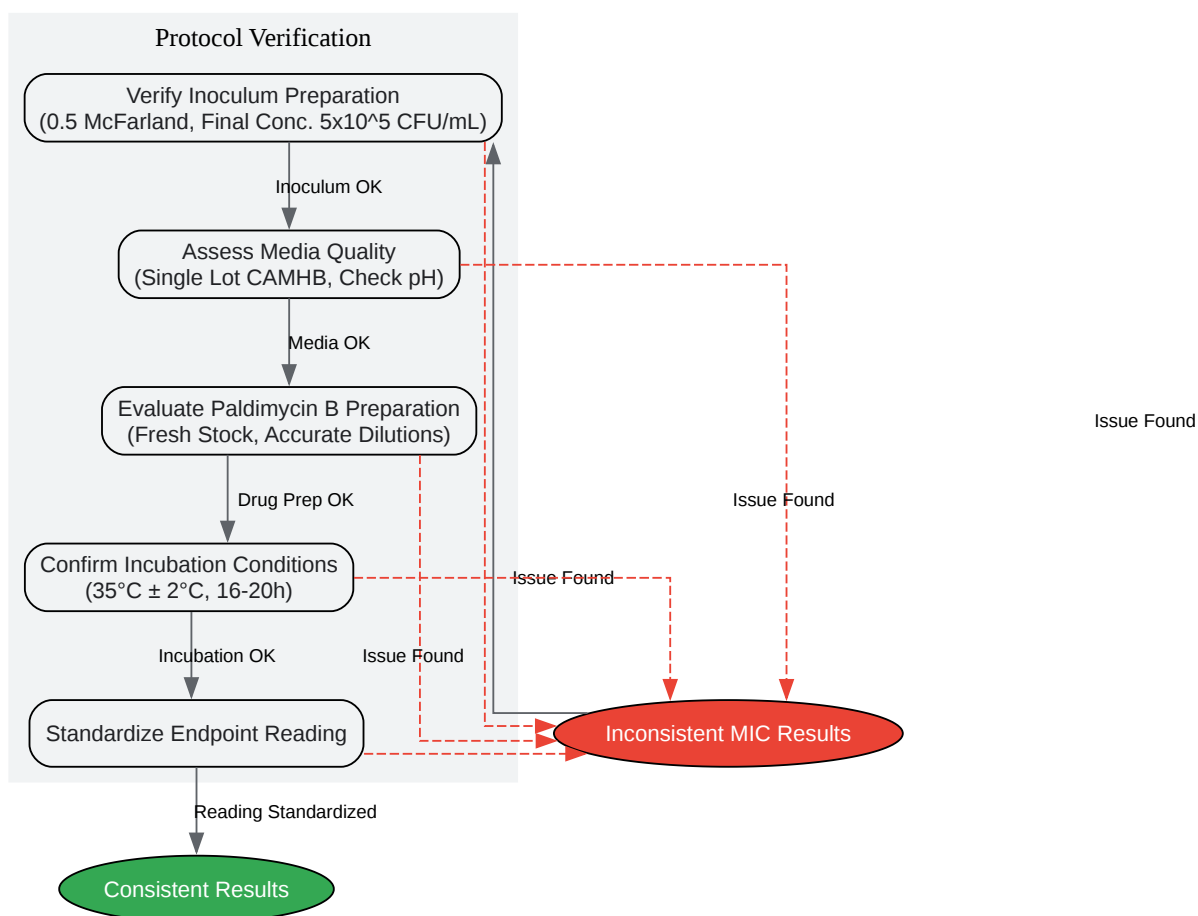 Protocol Verification
Verify Inoculum Preparation
(0.5 McFarland, Final Conc. 5x10^5 CFU/mL)
Inoculum OK
Assess Media Quality
(Single Lot CAMHB, Check pH)
Media OK
Evaluate Paldimycin B Preparation
(Fresh Stock, Accurate Dilutions)
Issue Found
Drug Prep OK
Issue Found
Confirm Incubation Conditions
(35°C ± 2°C, 16-20h)
Issue Found
Incubation OK
Issue Found
Standardize Endpoint Reading
Inconsistent MIC Results
Reading Standardized
Consistent Results